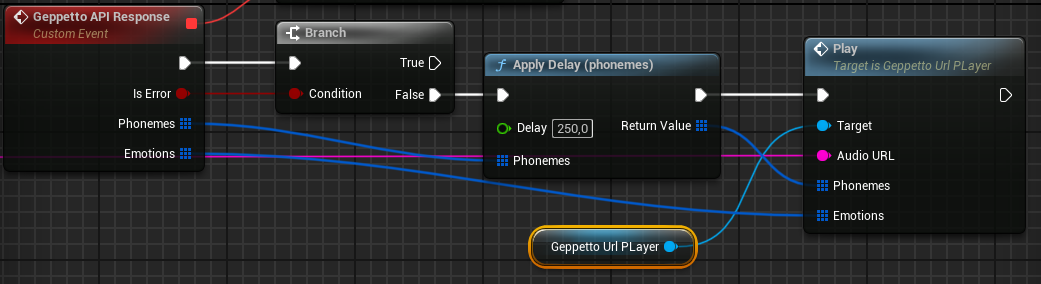 Geppetto API Response
Custom Event
Is Error
Phonemes
Emotions
Branch
True
Condition
False
f Apply Delay (phonemes)
Delay 250,0
Return Value
Phonemes
Geppetto Url PLayer
Play
Target is Geppetto Url PLayer
Target
Audio URL
Phonemes
Emotions